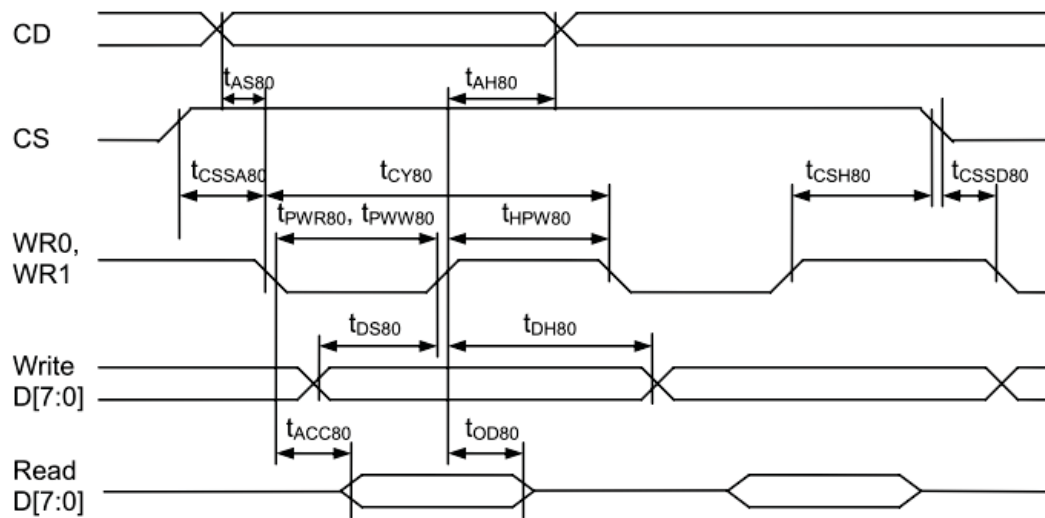 CD
tAS80 tAH80
CS
tCSSA80 tCY80 tCSH80 tCSSD80
tPWR80, tPWW80 tHPW80
WR0,
WR1
tDS80 tDH80
Write
D[7:0]
tACC80 tOD80
Read
D[7:0]